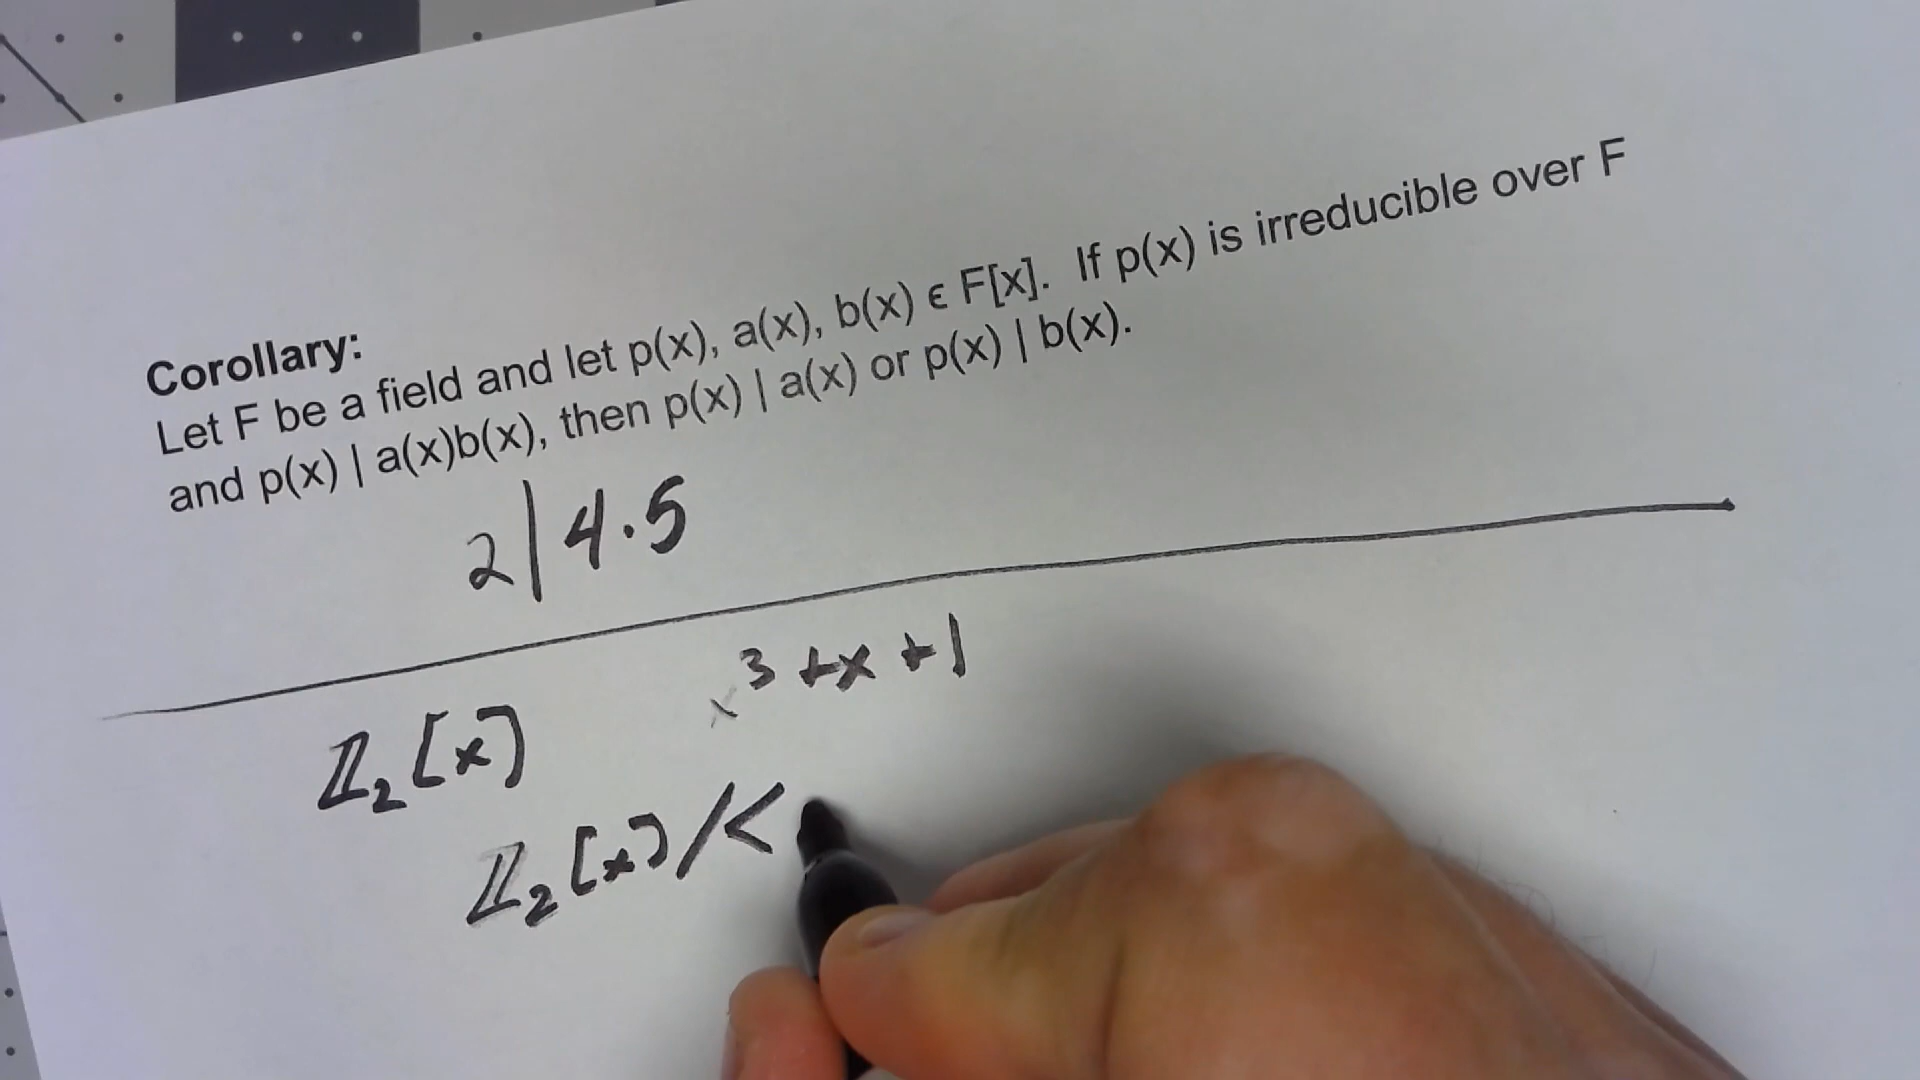 Corollary:
Let F be a field and let p(x), a(x), b(x) ϵ F[x]. If p(x) is irreducible over F
and p(x) | a(x)b(x), then p(x) | a(x) or p(x) | b(x).
2|4·5
ℤ₂[x] x³+x+1
ℤ₂[x]/<